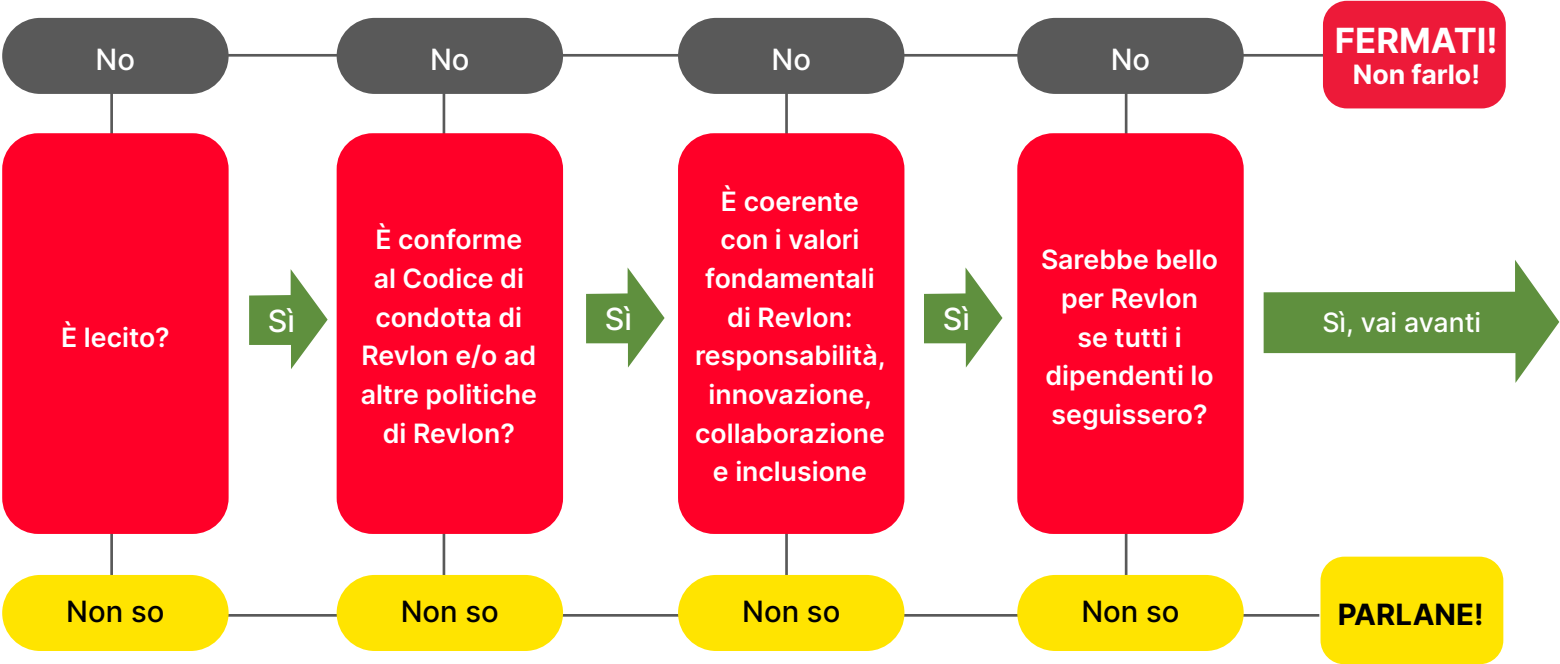 No
No
No
No
FERMATI!
Non farlo!
È lecito?
Sì
È conforme
al Codice di
condotta di
Revlon e/o ad
altre politiche
di Revlon?
Sì
È coerente
con i valori
fondamentali
di Revlon:
responsabilità,
innovazione,
collaborazione
e inclusione
Sì
Sarebbe bello
per Revlon
se tutti i
dipendenti lo
seguissero?
Sì, vai avanti
Non so
Non so
Non so
Non so
PARLANE!